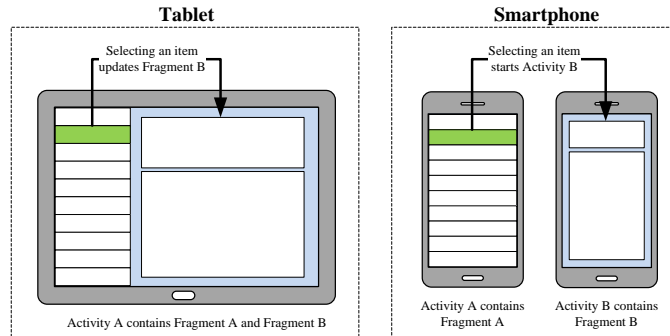 Tablet
Selecting an item
updates Fragment B
Activity A contains Fragment A and Fragment B
Smartphone
Selecting an item
starts Activity B
Activity A contains
Fragment A
Activity B contains
Fragment B